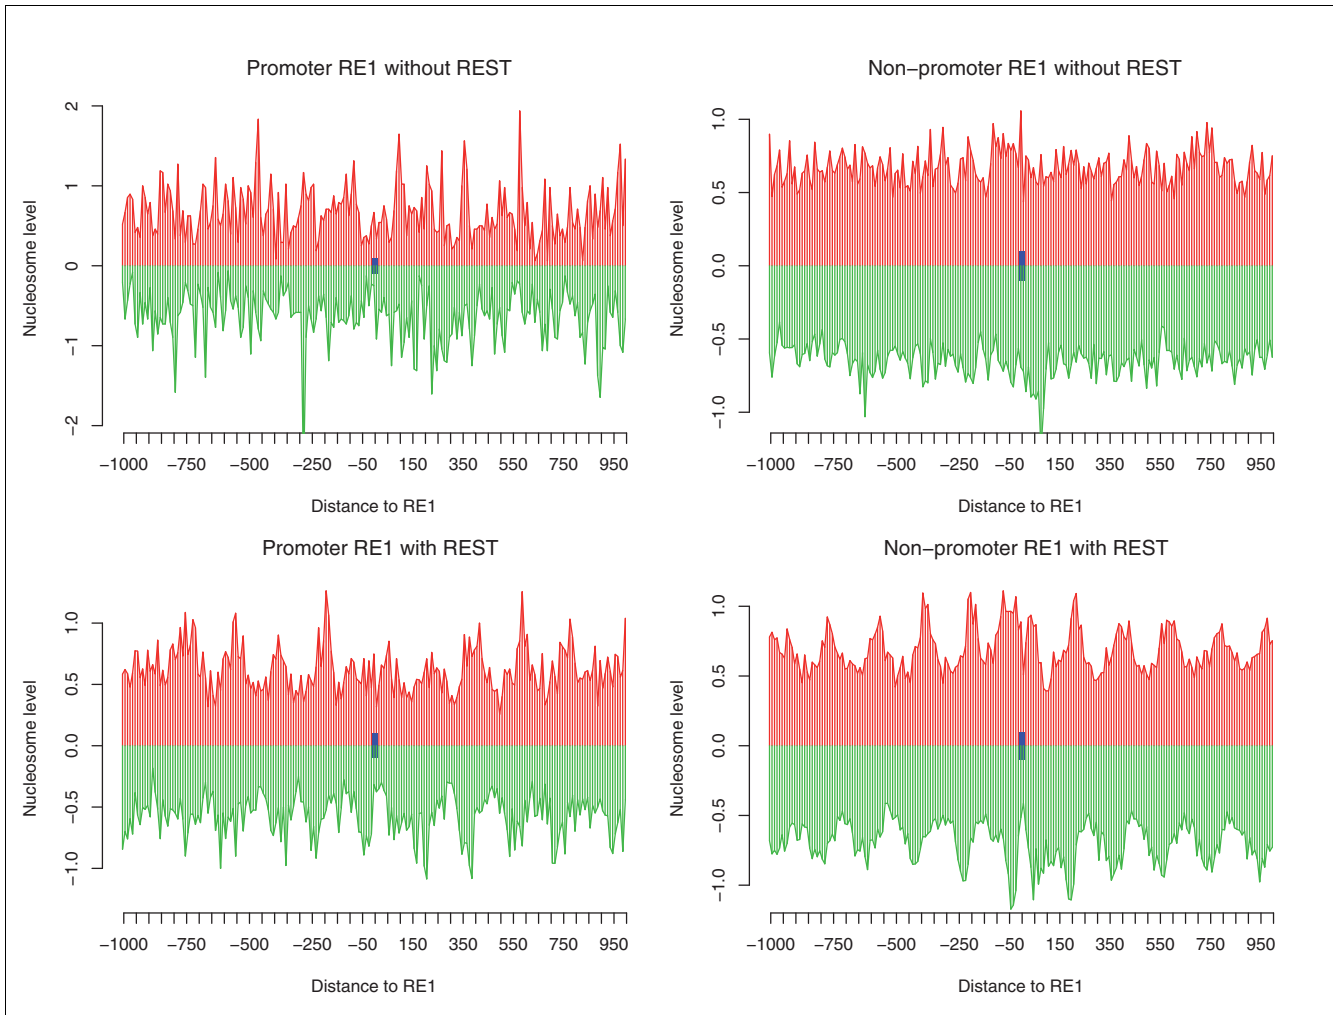 Promoter RE1 without REST
Nucleosome level
2
1
0
−1
−2
−1000 −750 −500 −250 −50 150 350 550 750 950
Distance to RE1
Non−promoter RE1 without REST
Nucleosome level
1.0
0.5
0.0
−0.5
−1.0
−1000 −750 −500 −250 −50 150 350 550 750 950
Distance to RE1
Promoter RE1 with REST
Nucleosome level
1.0
0.5
0.0
−0.5
−1.0
−1000 −750 −500 −250 −50 150 350 550 750 950
Distance to RE1
Non−promoter RE1 with REST
Nucleosome level
1.0
0.5
0.0
−0.5
−1.0
−1000 −750 −500 −250 −50 150 350 550 750 950
Distance to RE1